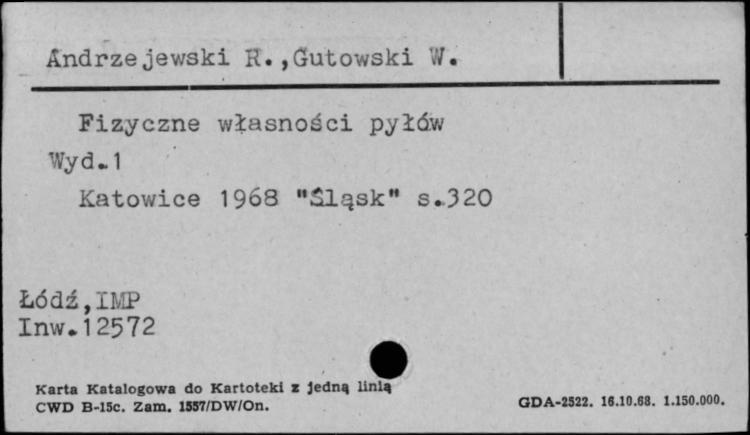 Andrzejewski R.,Gutowski W.
Fizyczne własności pyłów
Wyd.1
Katowice 1968 "Śląsk" s.320
Łódź,IMP
Inw.12572
Karta Katalogowa do Kartoteki z jedną linią
CWD B-15c. Zam. 1557/DW/On.
GDA-2522. 16.10.68. 1.150.000.